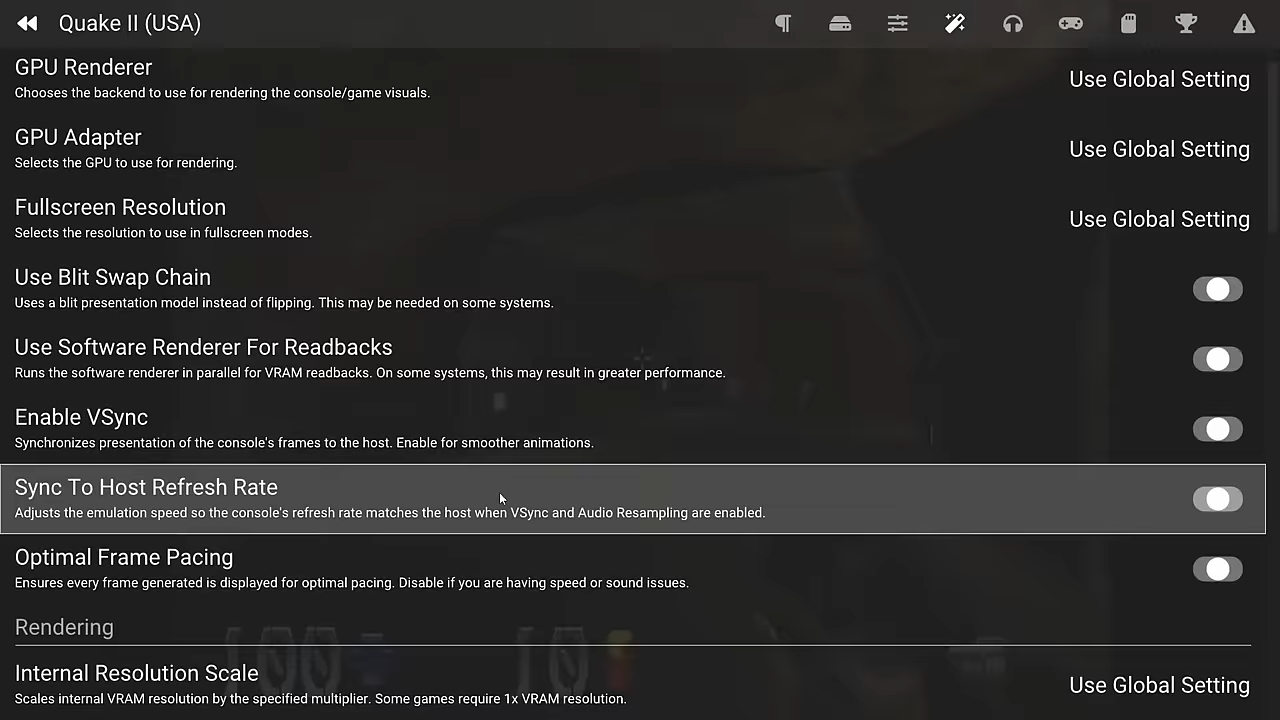 Quake II (USA)
GPU Renderer
Chooses the backend to use for rendering the console/game visuals.
Use Global Setting
GPU Adapter
Selects the GPU to use for rendering.
Use Global Setting
Fullscreen Resolution
Selects the resolution to use in fullscreen modes.
Use Global Setting
Use Blit Swap Chain
Uses a blit presentation model instead of flipping. This may be needed on some systems.
Use Software Renderer For Readbacks
Runs the software renderer in parallel for VRAM readbacks. On some systems, this may result in greater performance.
Enable VSync
Synchronizes presentation of the console's frames to the host. Enable for smoother animations.
Sync To Host Refresh Rate
Adjusts the emulation speed so the console's refresh rate matches the host when VSync and Audio Resampling are enabled.
Optimal Frame Pacing
Ensures every frame generated is displayed for optimal pacing. Disable if you are having speed or sound issues.
Rendering
Internal Resolution Scale
Scales internal VRAM resolution by the specified multiplier. Some games require 1x VRAM resolution.
Use Global Setting